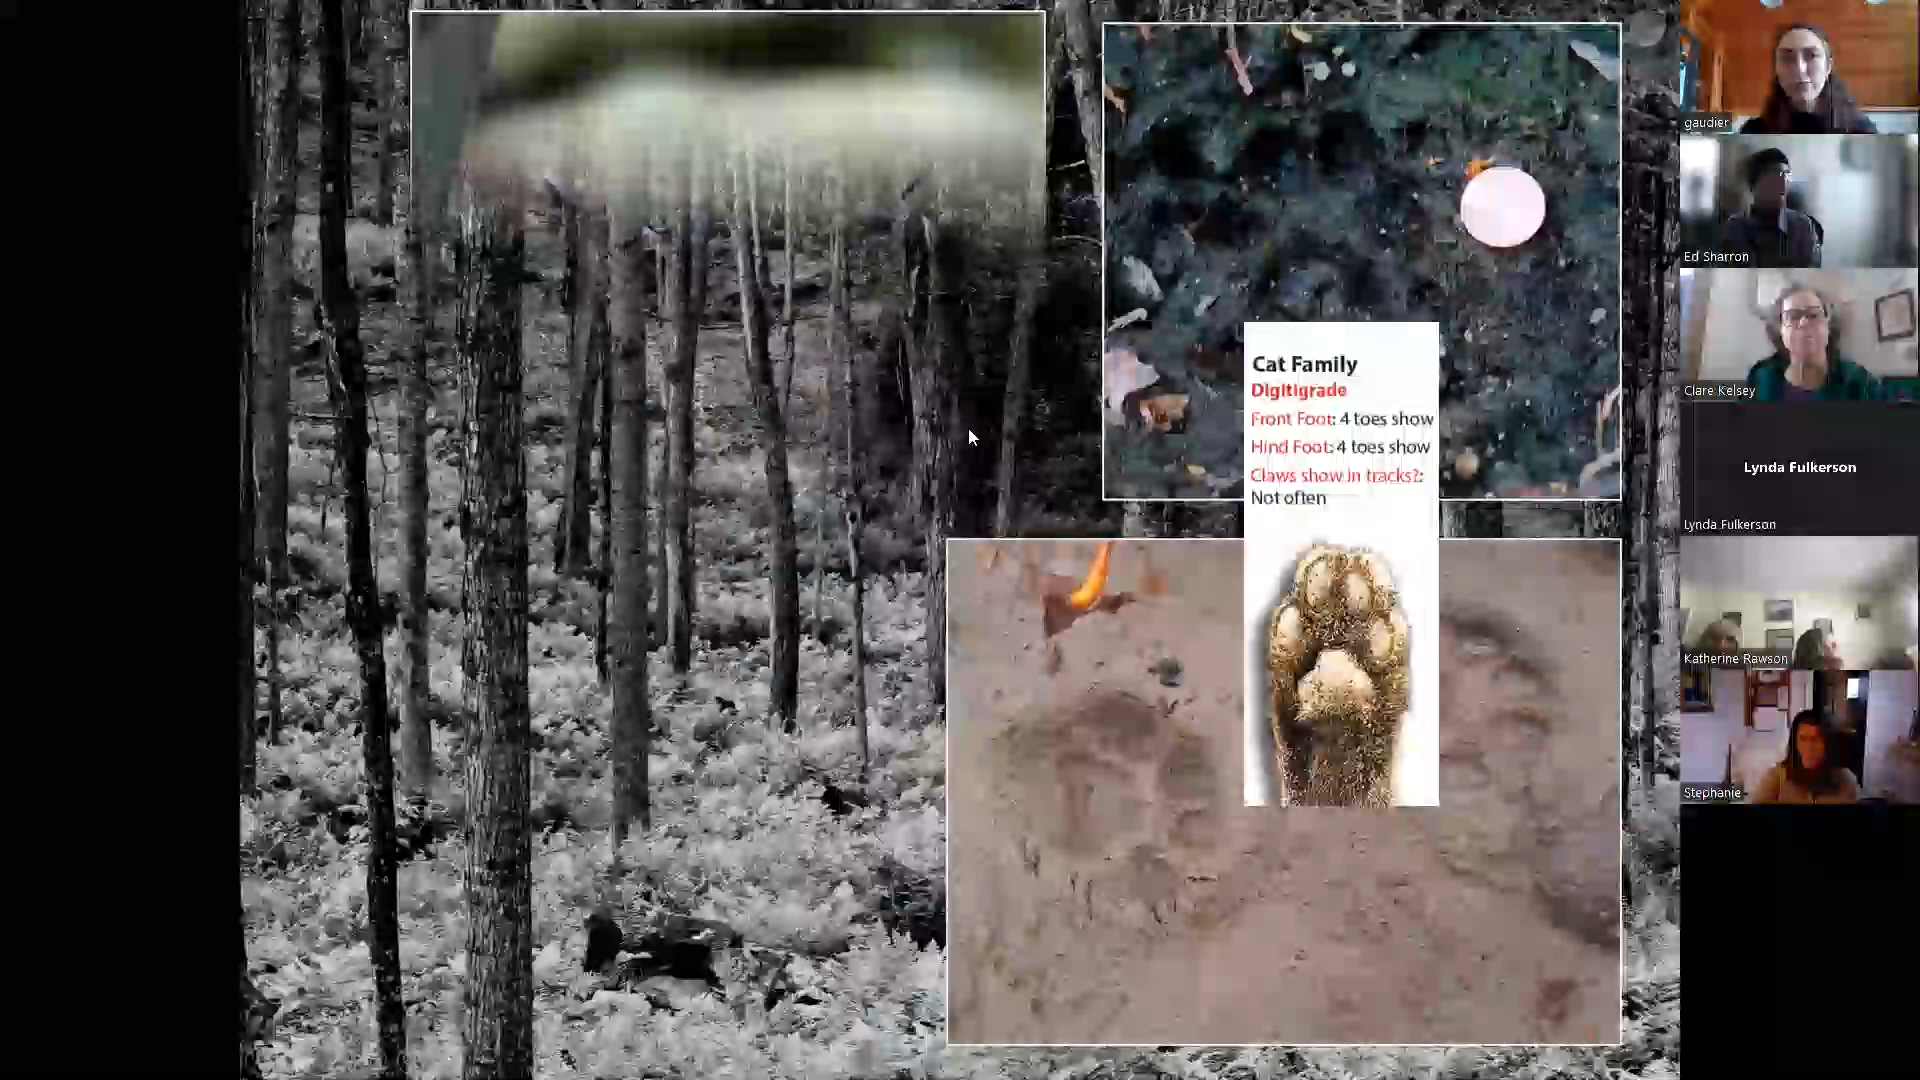 Cat Family
Digitigrade
Front Foot: 4 toes show
Hind Foot: 4 toes show
Claws show in tracks?:
Not often
gaudier
Ed Sharron
Clare Kelsey
Lynda Fulkerson
Lynda Fulkerson
Katherine Rawson
Stephanie